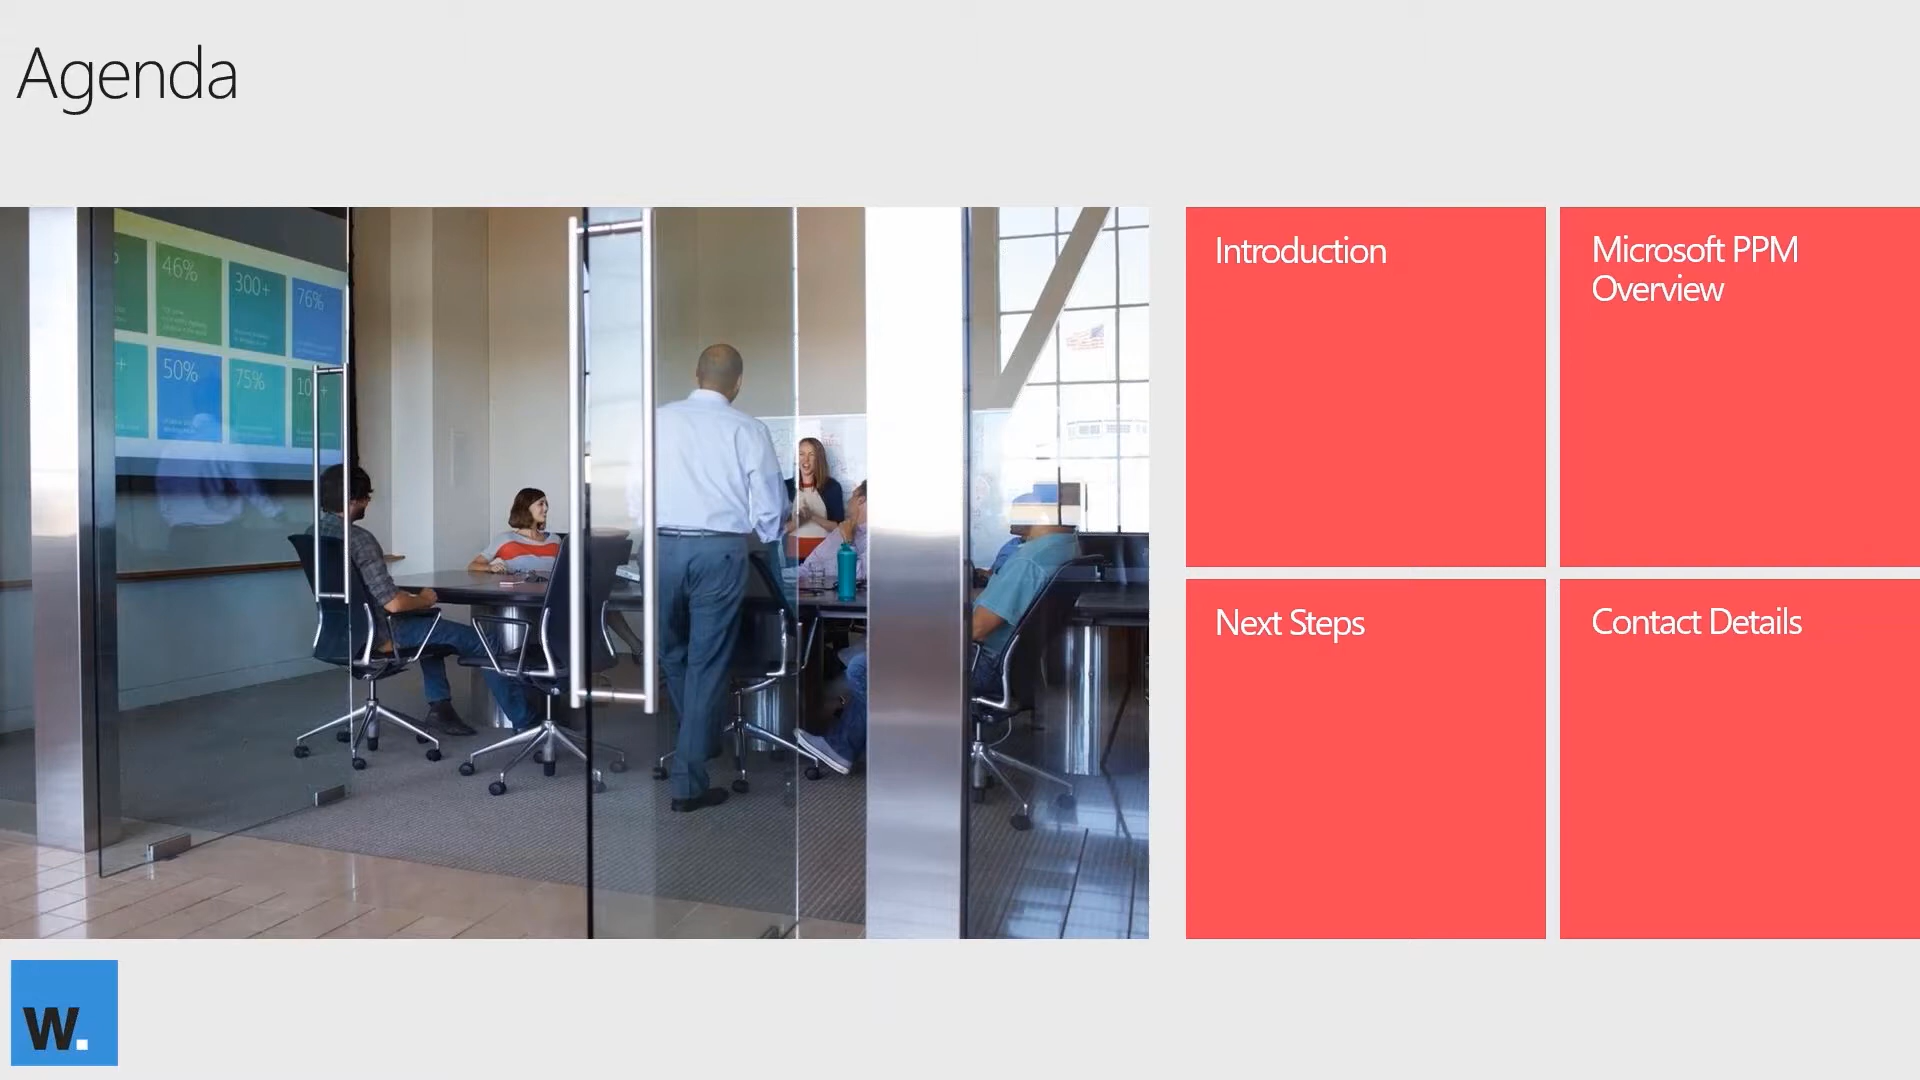 Agenda
46%
300+
76%
50%
75%
Introduction
Microsoft PPM
Overview
Next Steps
Contact Details
W.